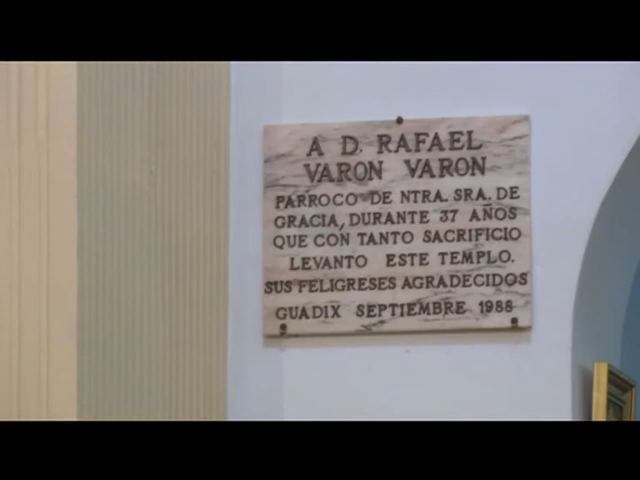 A D. RAFAEL
VARON VARON
PARROCO DE NTRA. SRA. DE
GRACIA, DURANTE 37 AÑOS
QUE CON TANTO SACRIFICIO
LEVANTO ESTE TEMPLO.
SUS FELIGRESES AGRADECIDOS
GUADIX SEPTIEMBRE 1988